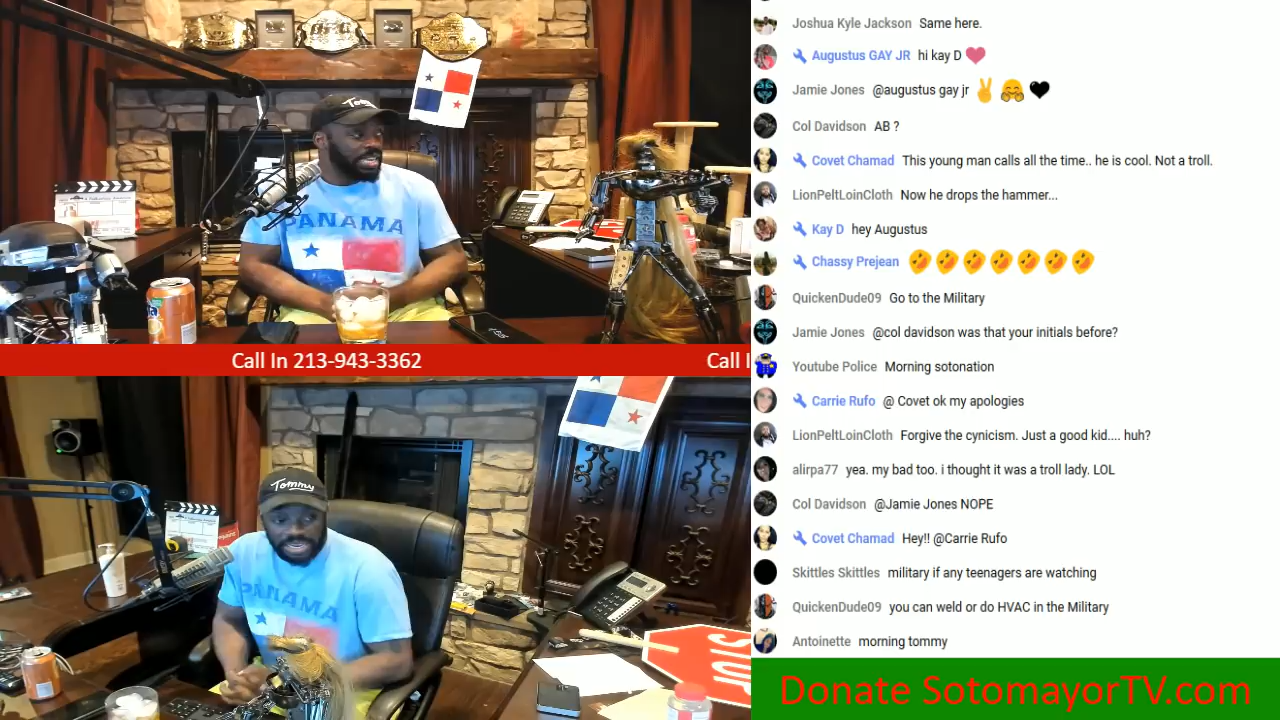 Tommy
PANAMA
Call In 213-943-3362
Call I
Tommy
PANAMA
Joshua Kyle Jackson Same here.
Augustus GAY JR hi kay D
Jamie Jones @augustus gay jr
Col Davidson AB ?
Covet Chamad This young man calls all the time.. he is cool. Not a troll.
LionPeltLoinCloth Now he drops the hammer...
Kay D hey Augustus
Chassy Prejean
QuickenDude09 Go to the Military
Jamie Jones @col davidson was that your initials before?
Youtube Police Morning sotonation
Carrie Rufo @ Covet ok my apologies
LionPeltLoinCloth Forgive the cynicism. Just a good kid.... huh?
alirpa77 yea. my bad too. i thought it was a troll lady. LOL
Col Davidson @Jamie Jones NOPE
Covet Chamad Hey!! @Carrie Rufo
Skittles Skittles military if any teenagers are watching
QuickenDude09 you can weld or do HVAC in the Military
Antoinette morning tommy
Donate SotomayorTV.com